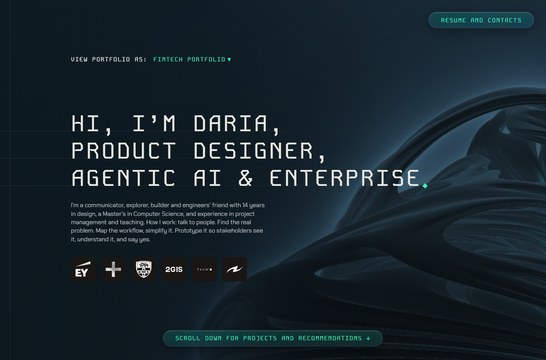 RESUME AND CONTACTS
VIEW PORTFOLIO AS: FINTECH PORTFOLIO ▼
HI, I'M DARIA,
PRODUCT DESIGNER,
AGENTIC AI & ENTERPRISE.
I'm a communicator, explorer, builder and engineers' friend with 14 years
in design, a Master's in Computer Science, and experience in project
management and teaching. How I work: talk to people. Find the real
problem. Map the workflow, simplify it. Prototype it so stakeholders see
it, understand it, and say yes.
EY
2GIS
SCROLL DOWN FOR PROJECTS AND RECOMMENDATIONS ↓